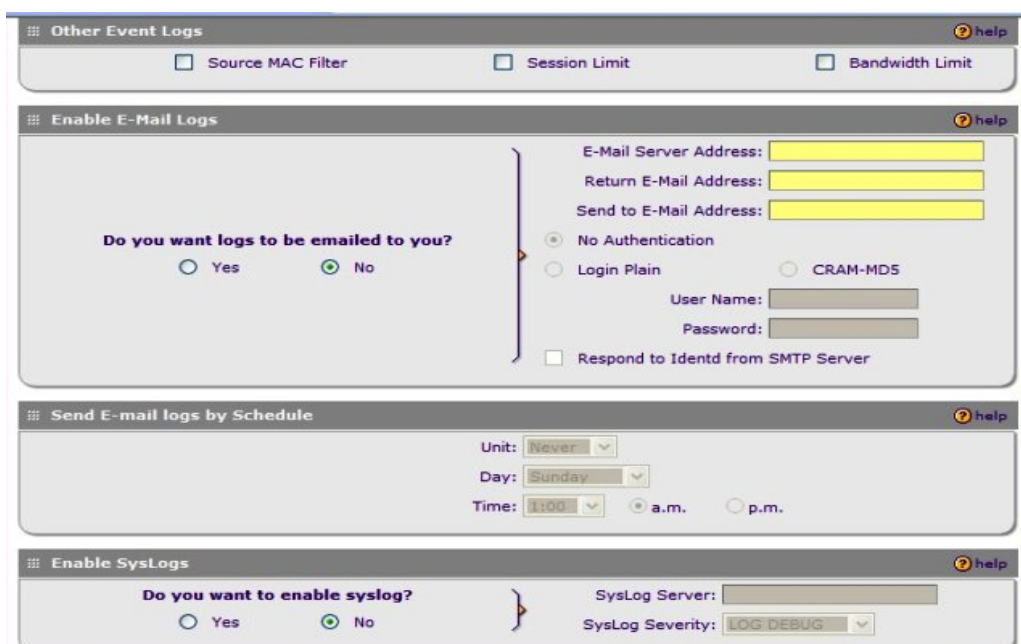 Other Event Logs help
Source MAC Filter Session Limit Bandwidth Limit
Enable E-Mail Logs help
Do you want logs to be emailed to you?
Yes No
E-Mail Server Address:
Return E-Mail Address:
Send to E-Mail Address:
No Authentication
Login Plain CRAM-MD5
User Name:
Password:
Respond to Identd from SMTP Server
Send E-mail logs by Schedule help
Unit: Never
Day: Sunday
Time: 1:00 a.m. p.m.
Enable SysLogs help
Do you want to enable syslog?
Yes No
SysLog Server:
SysLog Severity: LOG DEBUG